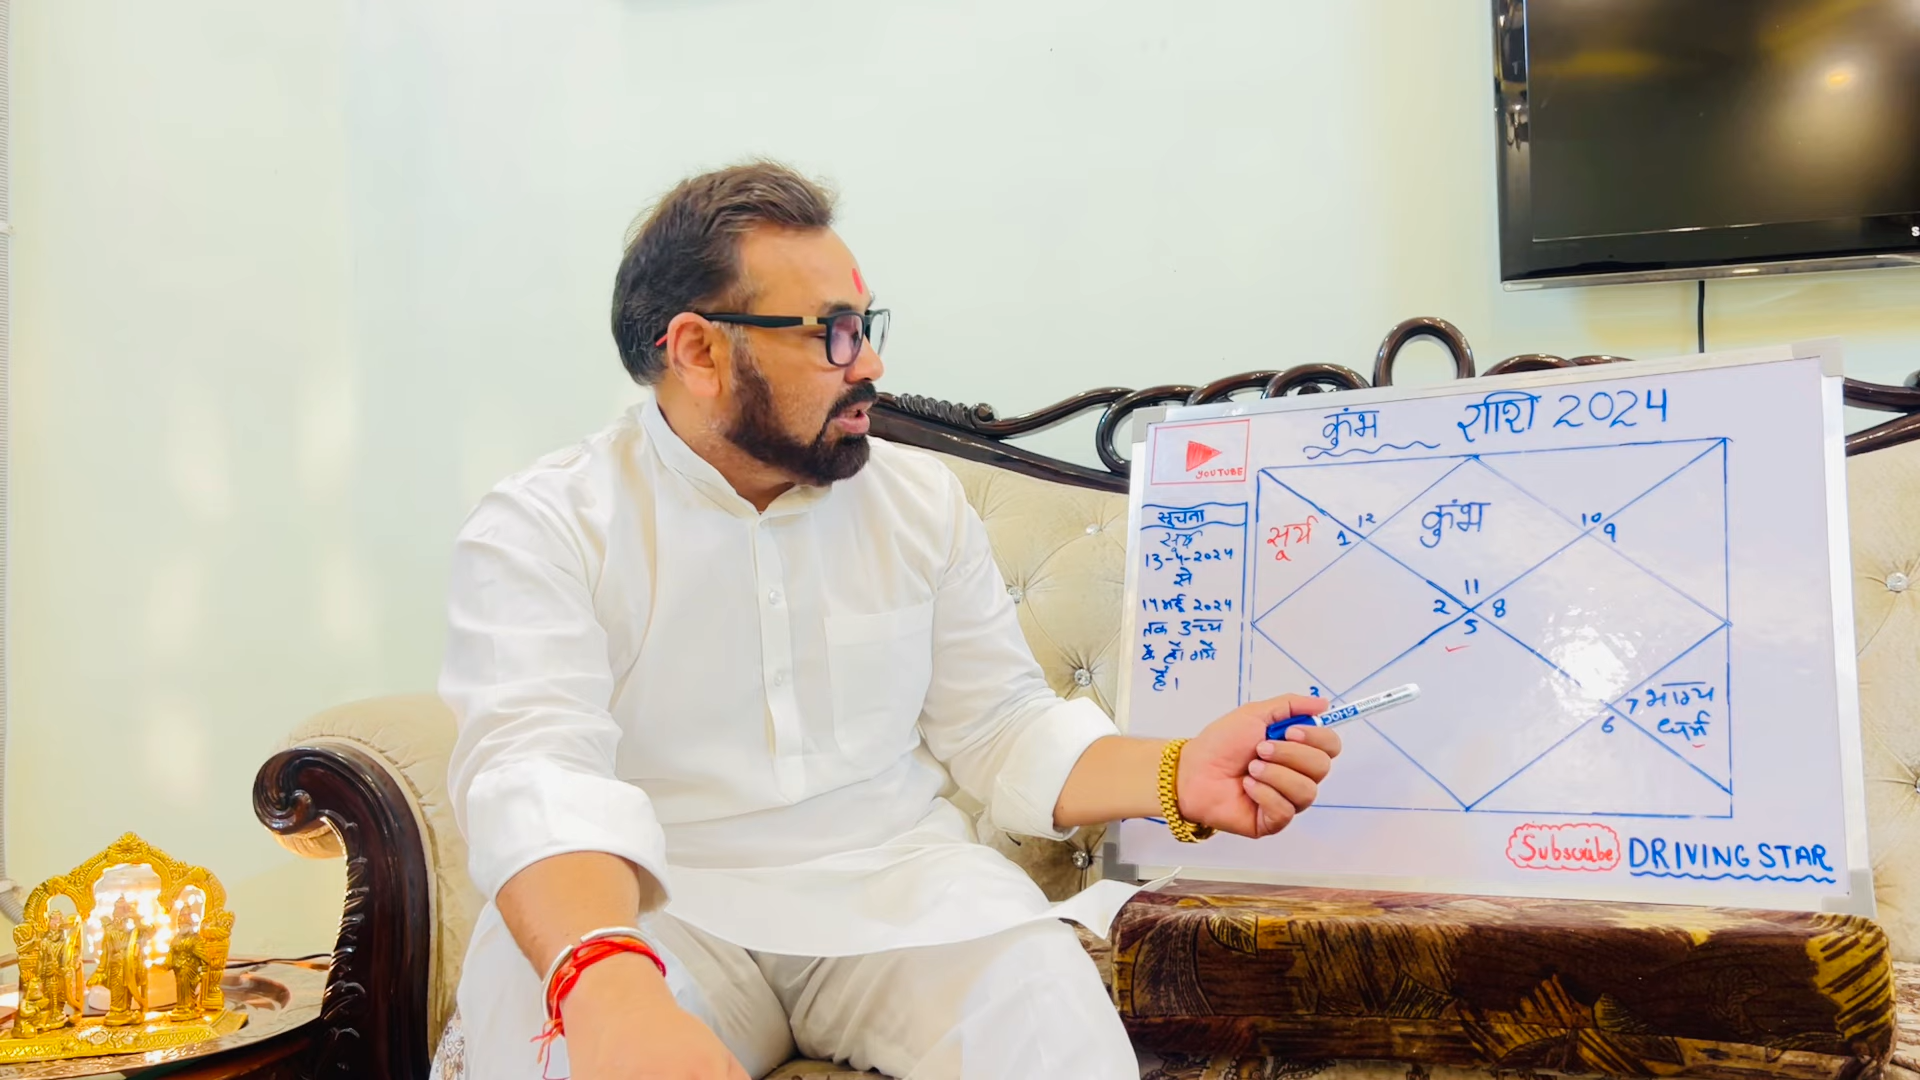 कुंभ राशि 2024
YOUTUBE
सूचना
सूर्य
13-4-2024
से
14 मई 2024
तक उच्च
के हो गये
हैं।
सूर्य
1
12
कुंभ
10
9
11
2
8
5
3
7 भाग्य
धर्म
6
Subscribe DRIVING STAR